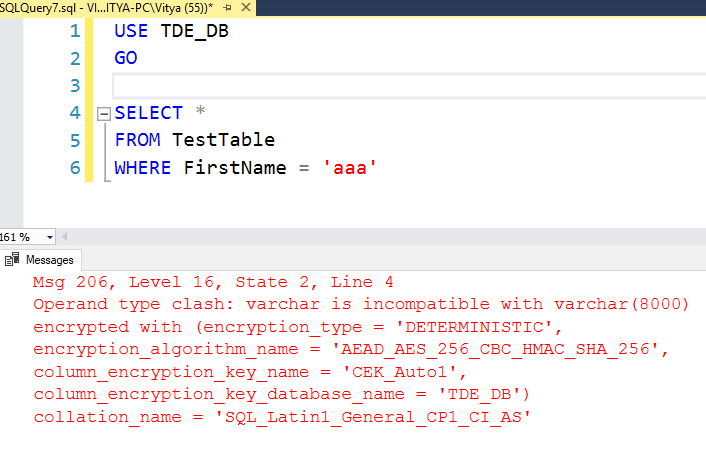 SQLQuery7.sql - VI...ITYA-PC\Vitya (55))*
1 USE TDE_DB
2 GO
3
4 SELECT *
5 FROM TestTable
6 WHERE FirstName = 'aaa'
161 %
Messages
Msg 206, Level 16, State 2, Line 4
Operand type clash: varchar is incompatible with varchar(8000)
encrypted with (encryption_type = 'DETERMINISTIC',
encryption_algorithm_name = 'AEAD_AES_256_CBC_HMAC_SHA_256',
column_encryption_key_name = 'CEK_Auto1',
column_encryption_key_database_name = 'TDE_DB')
collation_name = 'SQL_Latin1_General_CP1_CI_AS'